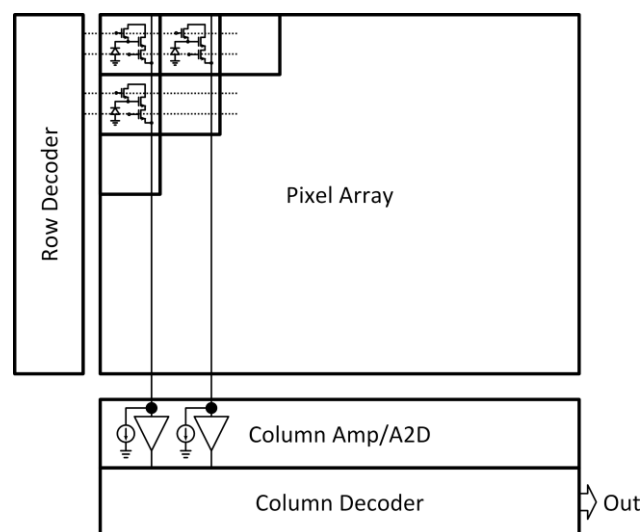 Row Decoder
Pixel Array
Column Amp/A2D
Column Decoder
Out